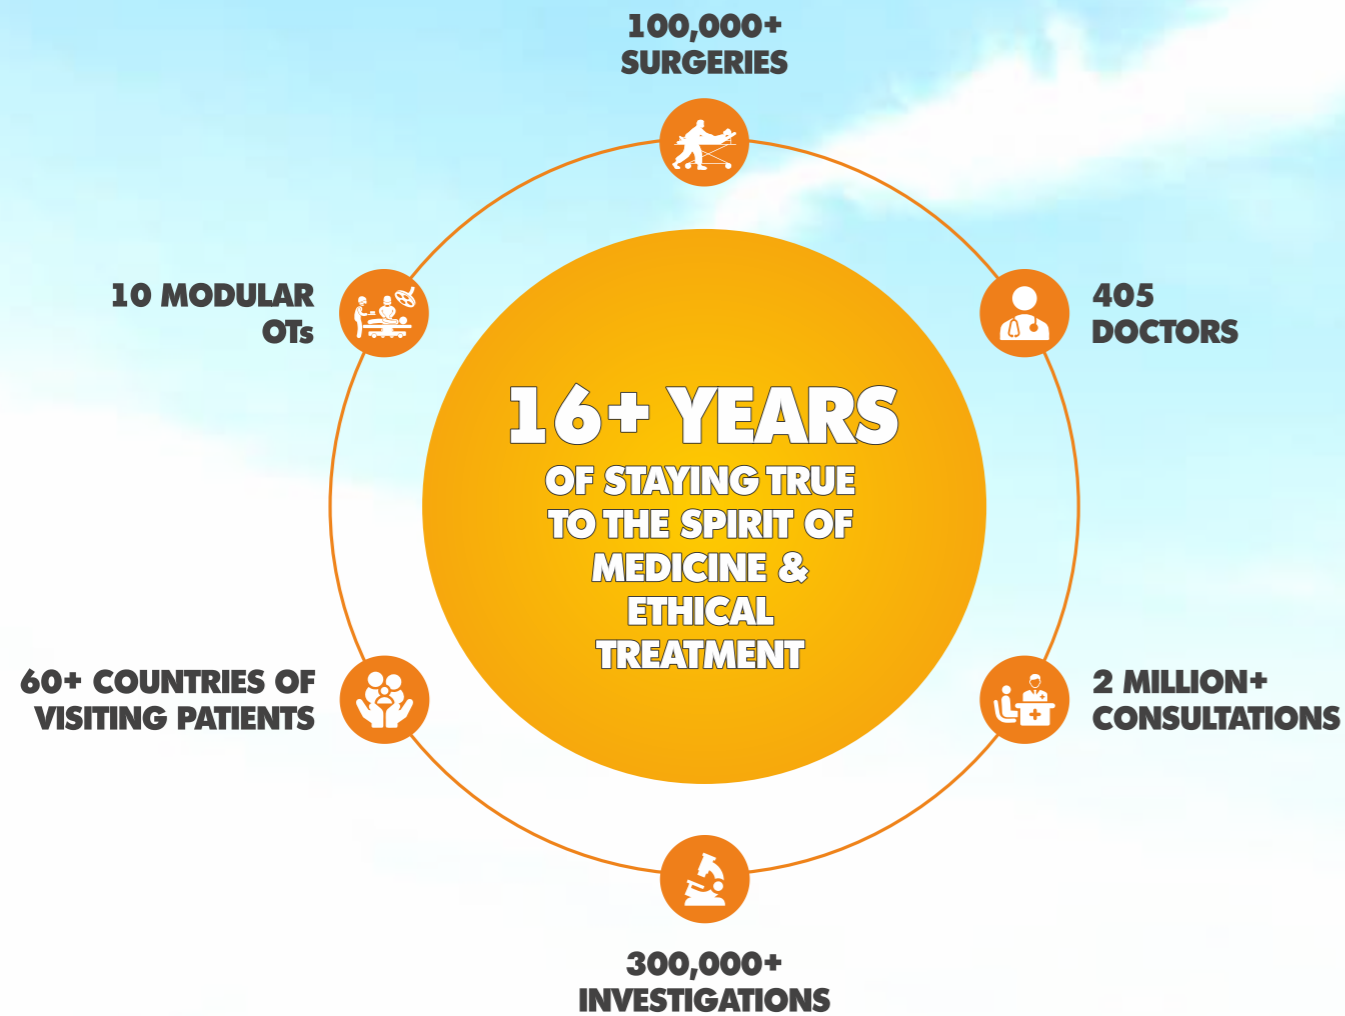 100,000+
SURGERIES
10 MODULAR
OTs
405
DOCTORS
16+ YEARS
OF STAYING TRUE
TO THE SPIRIT OF
MEDICINE &
ETHICAL
TREATMENT
60+ COUNTRIES OF
VISITING PATIENTS
2 MILLION+
CONSULTATIONS
300,000+
INVESTIGATIONS